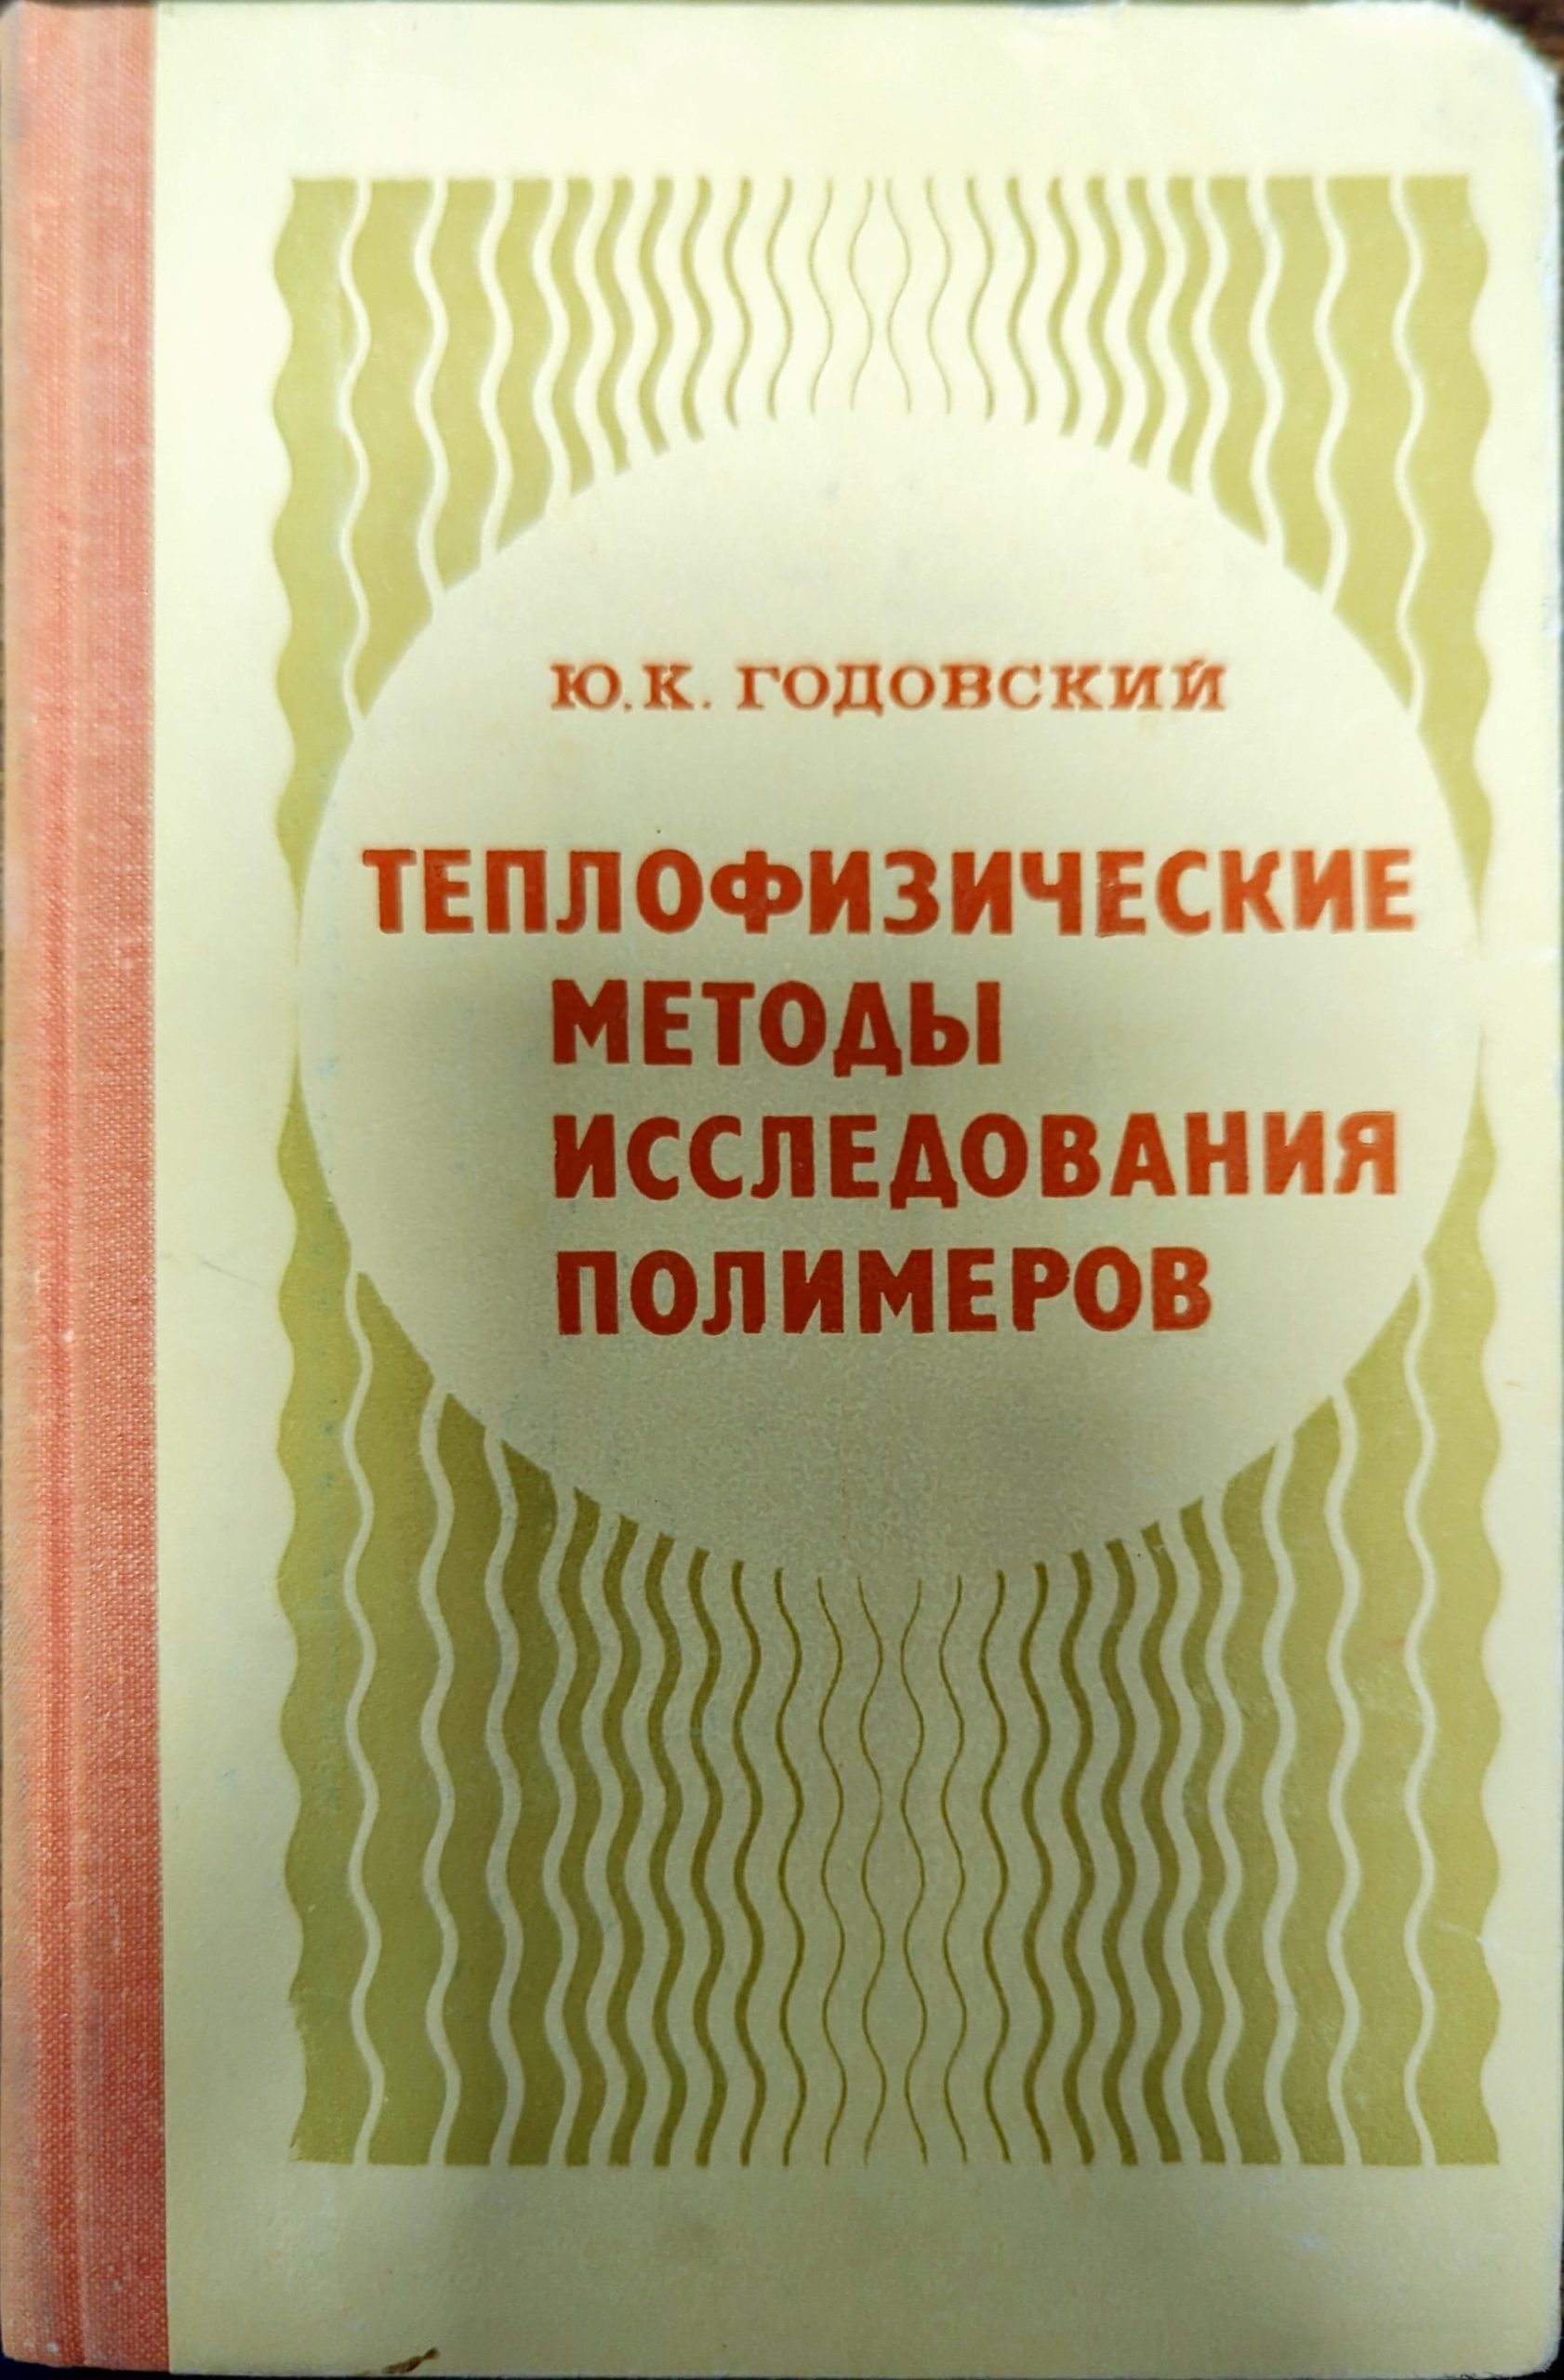 Ю.К. ГОДОВСКИЙ
ТЕПЛОФИЗИЧЕСКИЕ
МЕТОДЫ
ИССЛЕДОВАНИЯ
ПОЛИМЕРОВ